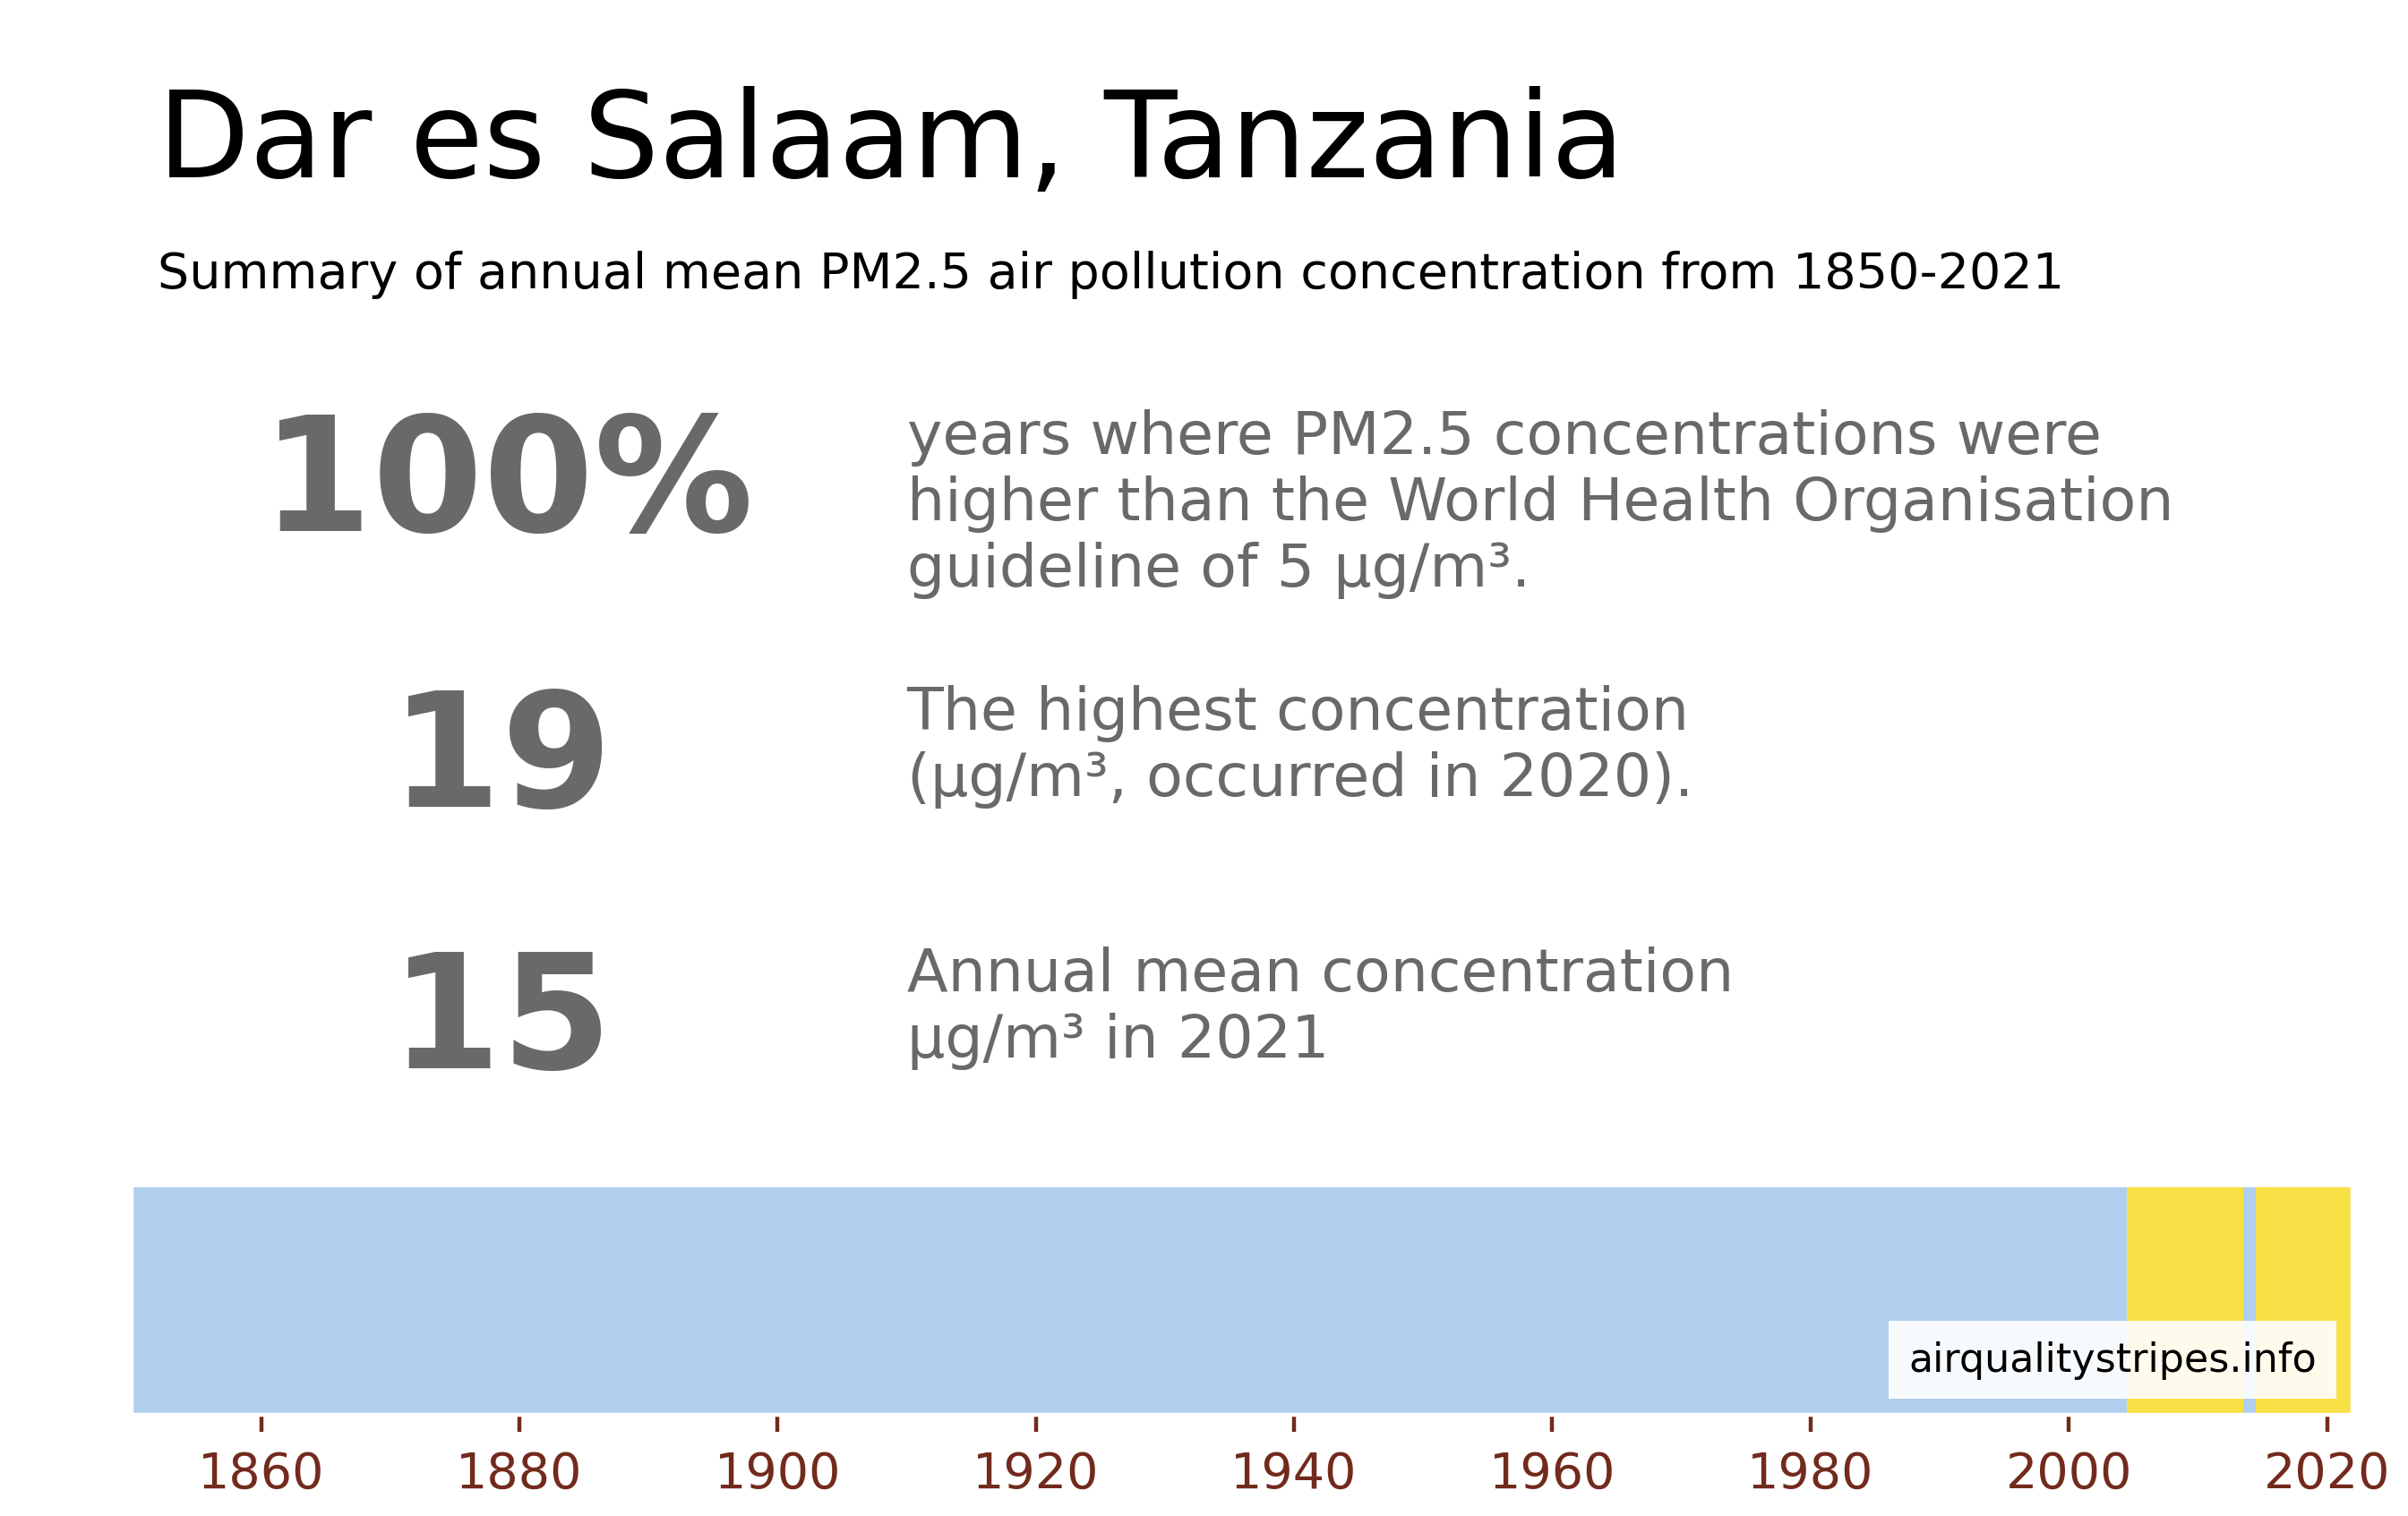 Dar es Salaam, Tanzania
Summary of annual mean PM2.5 air pollution concentration from 1850-2021
100%
years where PM2.5 concentrations were
higher than the World Health Organisation
guideline of 5 µg/m³.
19
The highest concentration
(µg/m³, occurred in 2020).
15
Annual mean concentration
µg/m³ in 2021
airqualitystripes.info
1860 1880 1900 1920 1940 1960 1980 2000 2020